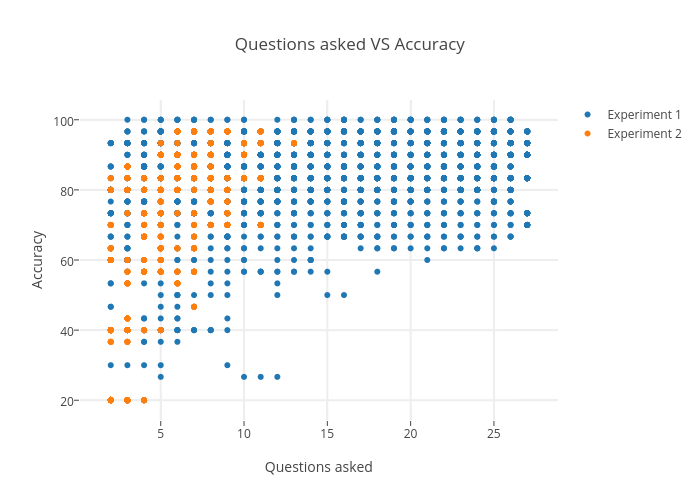 Questions asked VS Accuracy
Experiment 1
Experiment 2
100
80
60
40
20
Accuracy
5
10
15
20
25
Questions asked